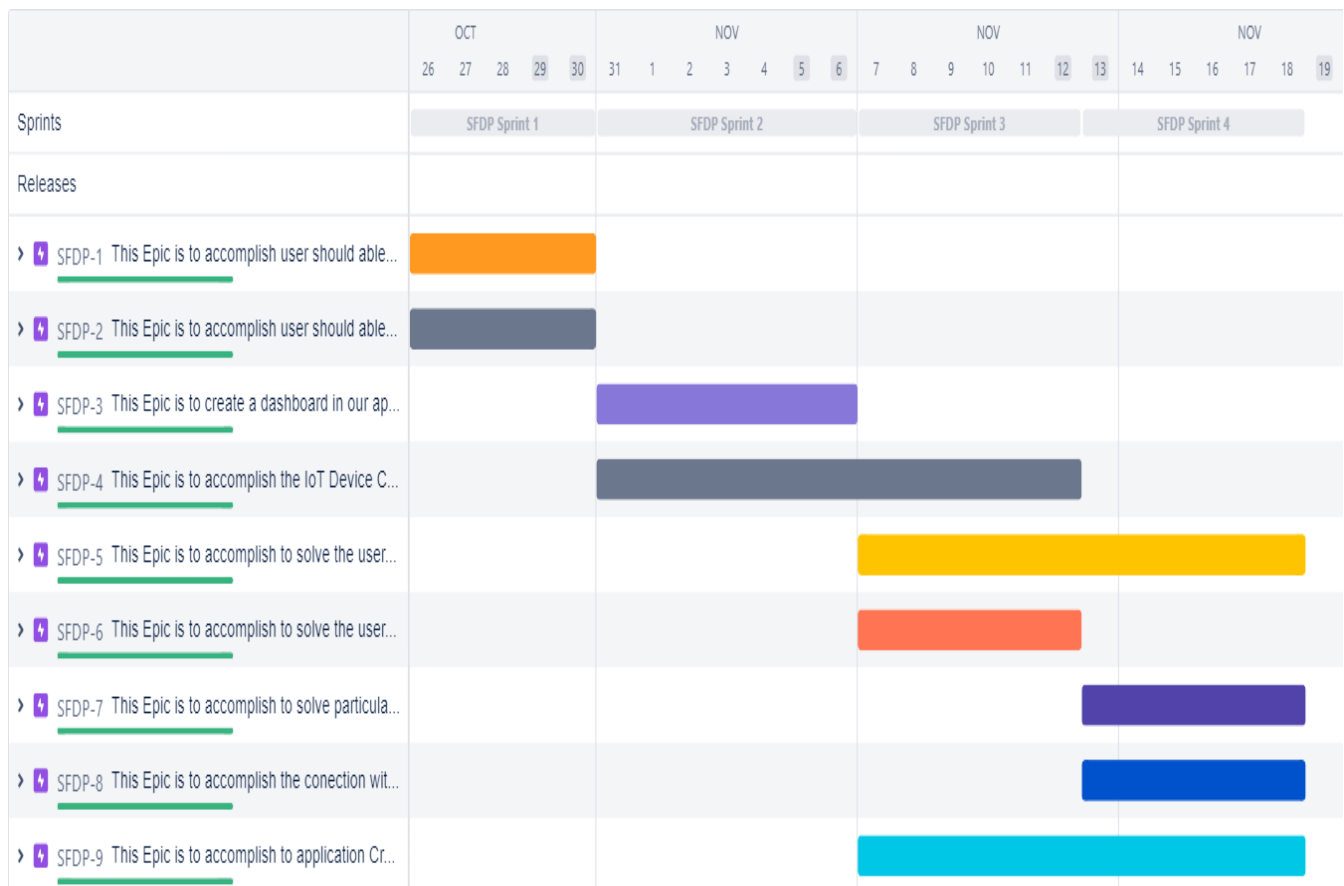 OCT NOV NOV NOV
26 27 28 29 30 31 1 2 3 4 5 6 7 8 9 10 11 12 13 14 15 16 17 18 19
Sprints SFDP Sprint 1 SFDP Sprint 2 SFDP Sprint 3 SFDP Sprint 4
Releases
SFDP-1 This Epic is to accomplish user should able...
SFDP-2 This Epic is to accomplish user should able...
SFDP-3 This Epic is to create a dashboard in our ap...
SFDP-4 This Epic is to accomplish the IoT Device C...
SFDP-5 This Epic is to accomplish to solve the user...
SFDP-6 This Epic is to accomplish to solve the user...
SFDP-7 This Epic is to accomplish to solve particula...
SFDP-8 This Epic is to accomplish the conection wit...
SFDP-9 This Epic is to accomplish to application Cr...